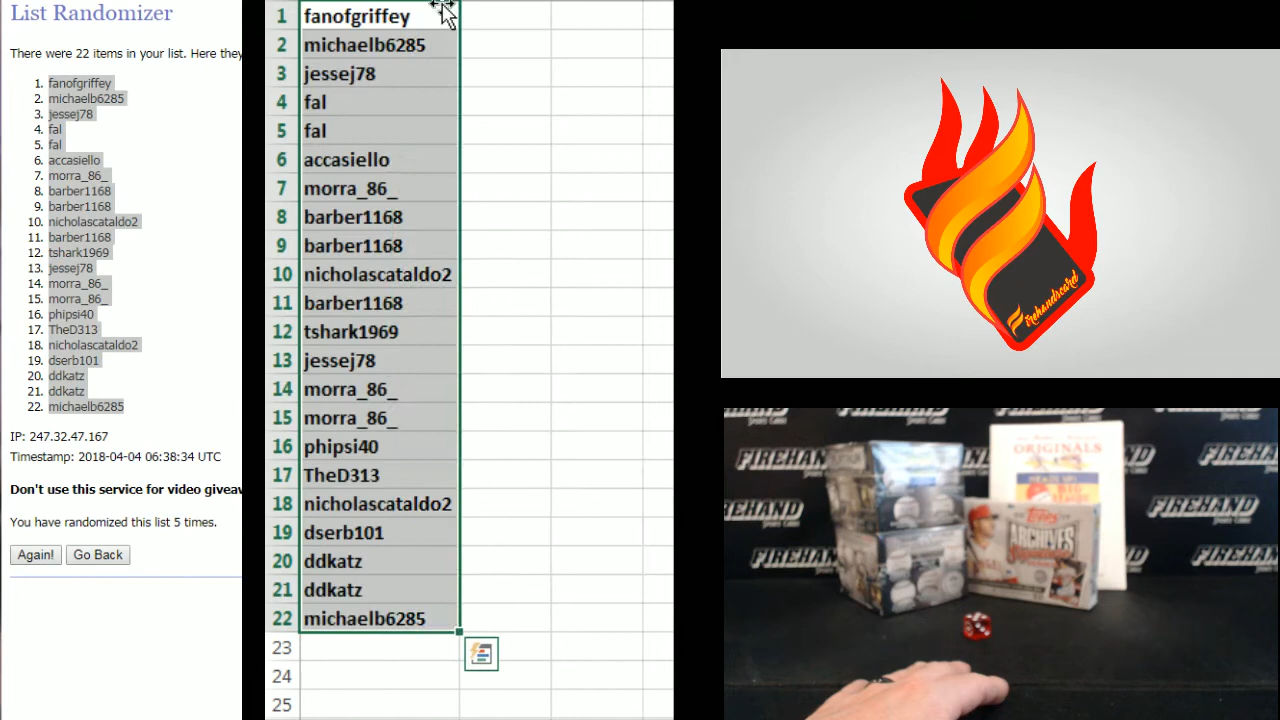 List Randomizer
There were 22 items in your list. Here they
1. fanofgriffey
2. michaelb6285
3. jessej78
4. fal
5. fal
6. accasiello
7. morra_86_
8. barber1168
9. barber1168
10. nicholascataldo2
11. barber1168
12. tshark1969
13. jessej78
14. morra_86_
15. morra_86_
16. phipsi40
17. TheD313
18. nicholascataldo2
19. dserb101
20. ddkatz
21. ddkatz
22. michaelb6285
IP: 247.32.47.167
Timestamp: 2018-04-04 06:38:34 UTC
Don't use this service for video giveaw
You have randomized this list 5 times.
Again! Go Back
1 fanofgriffey
2 michaelb6285
3 jessej78
4 fal
5 fal
6 accasiello
7 morra_86_
8 barber1168
9 barber1168
10 nicholascataldo2
11 barber1168
12 tshark1969
13 jessej78
14 morra_86_
15 morra_86_
16 phipsi40
17 TheD313
18 nicholascataldo2
19 dserb101
20 ddkatz
21 ddkatz
22 michaelb6285
23
24
25
Firehandscard
FIREHAND
FIREHAND
FIREHAND
FIREHAND
FIREHAND
FIREHAND
ORIGINALS
Topps
ARCHIVES